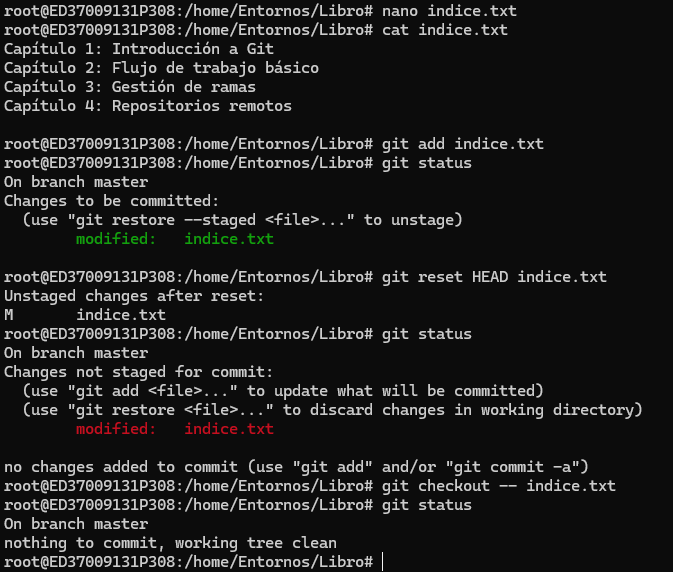 root@ED37009131P308:/home/Entornos/Libro# nano indice.txt
root@ED37009131P308:/home/Entornos/Libro# cat indice.txt
Capítulo 1: Introducción a Git
Capítulo 2: Flujo de trabajo básico
Capítulo 3: Gestión de ramas
Capítulo 4: Repositorios remotos

root@ED37009131P308:/home/Entornos/Libro# git add indice.txt
root@ED37009131P308:/home/Entornos/Libro# git status
On branch master
Changes to be committed:
  (use "git restore --staged <file>..." to unstage)
        modified:   indice.txt

root@ED37009131P308:/home/Entornos/Libro# git reset HEAD indice.txt
Unstaged changes after reset:
M       indice.txt
root@ED37009131P308:/home/Entornos/Libro# git status
On branch master
Changes not staged for commit:
  (use "git add <file>..." to update what will be committed)
  (use "git restore <file>..." to discard changes in working directory)
        modified:   indice.txt

no changes added to commit (use "git add" and/or "git commit -a")
root@ED37009131P308:/home/Entornos/Libro# git checkout -- indice.txt
root@ED37009131P308:/home/Entornos/Libro# git status
On branch master
nothing to commit, working tree clean
root@ED37009131P308:/home/Entornos/Libro#